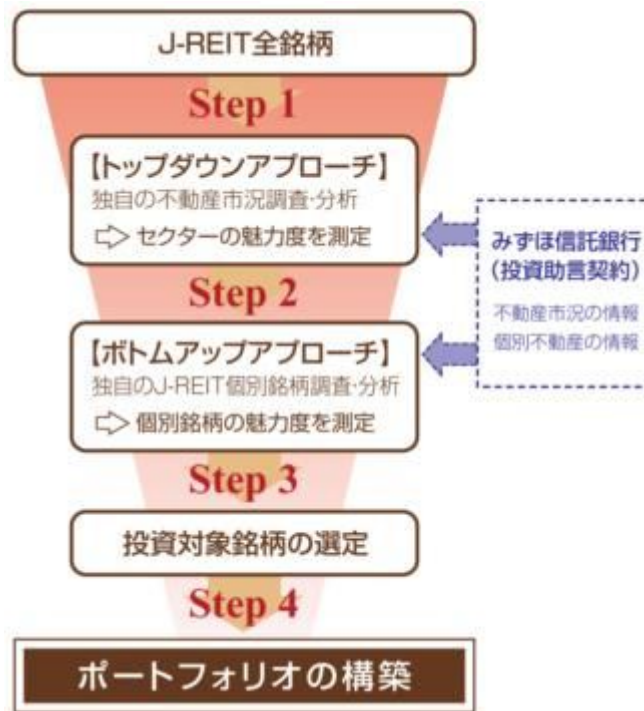 J-REIT全銘柄
Step 1
【トップダウンアプローチ】
独自の不動産市況調査・分析
⇨ セクターの魅力度を測定
Step 2
【ボトムアップアプローチ】
独自のJ-REIT個別銘柄調査・分析
⇨ 個別銘柄の魅力度を測定
みずほ信託銀行
(投資助言契約)
不動産市況の情報
個別不動産の情報
Step 3
投資対象銘柄の選定
Step 4
ポートフォリオの構築